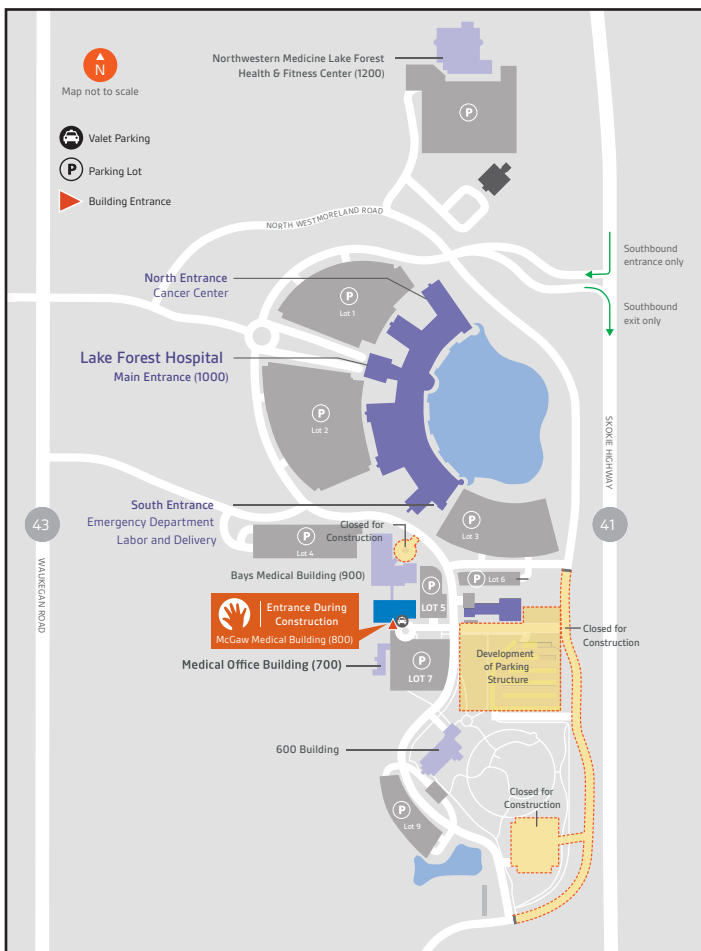 Northwestern Medicine Lake Forest
Health & Fitness Center (1200)
N
Map not to scale
P
Valet Parking
P
Parking Lot
Building Entrance
NORTH WESTMORELAND ROAD
Southbound
entrance only
North Entrance
Cancer Center
P
Lot 1
Southbound
exit only
Lake Forest Hospital
Main Entrance (1000)
P
Lot 2
SKOKIE HIGHWAY
South Entrance
Emergency Department
Labor and Delivery
43
WAUKEGAN ROAD
41
P
Lot 3
P
Lot 4
Closed for
Construction
Bays Medical Building (900)
P
LOT 5
P
Lot 6
Entrance During
Construction
McGaw Medical Building (800)
Closed for
Construction
Medical Office Building (700)
P
LOT 7
Development
of Parking
Structure
600 Building
P
Lot 9
Closed for
Construction